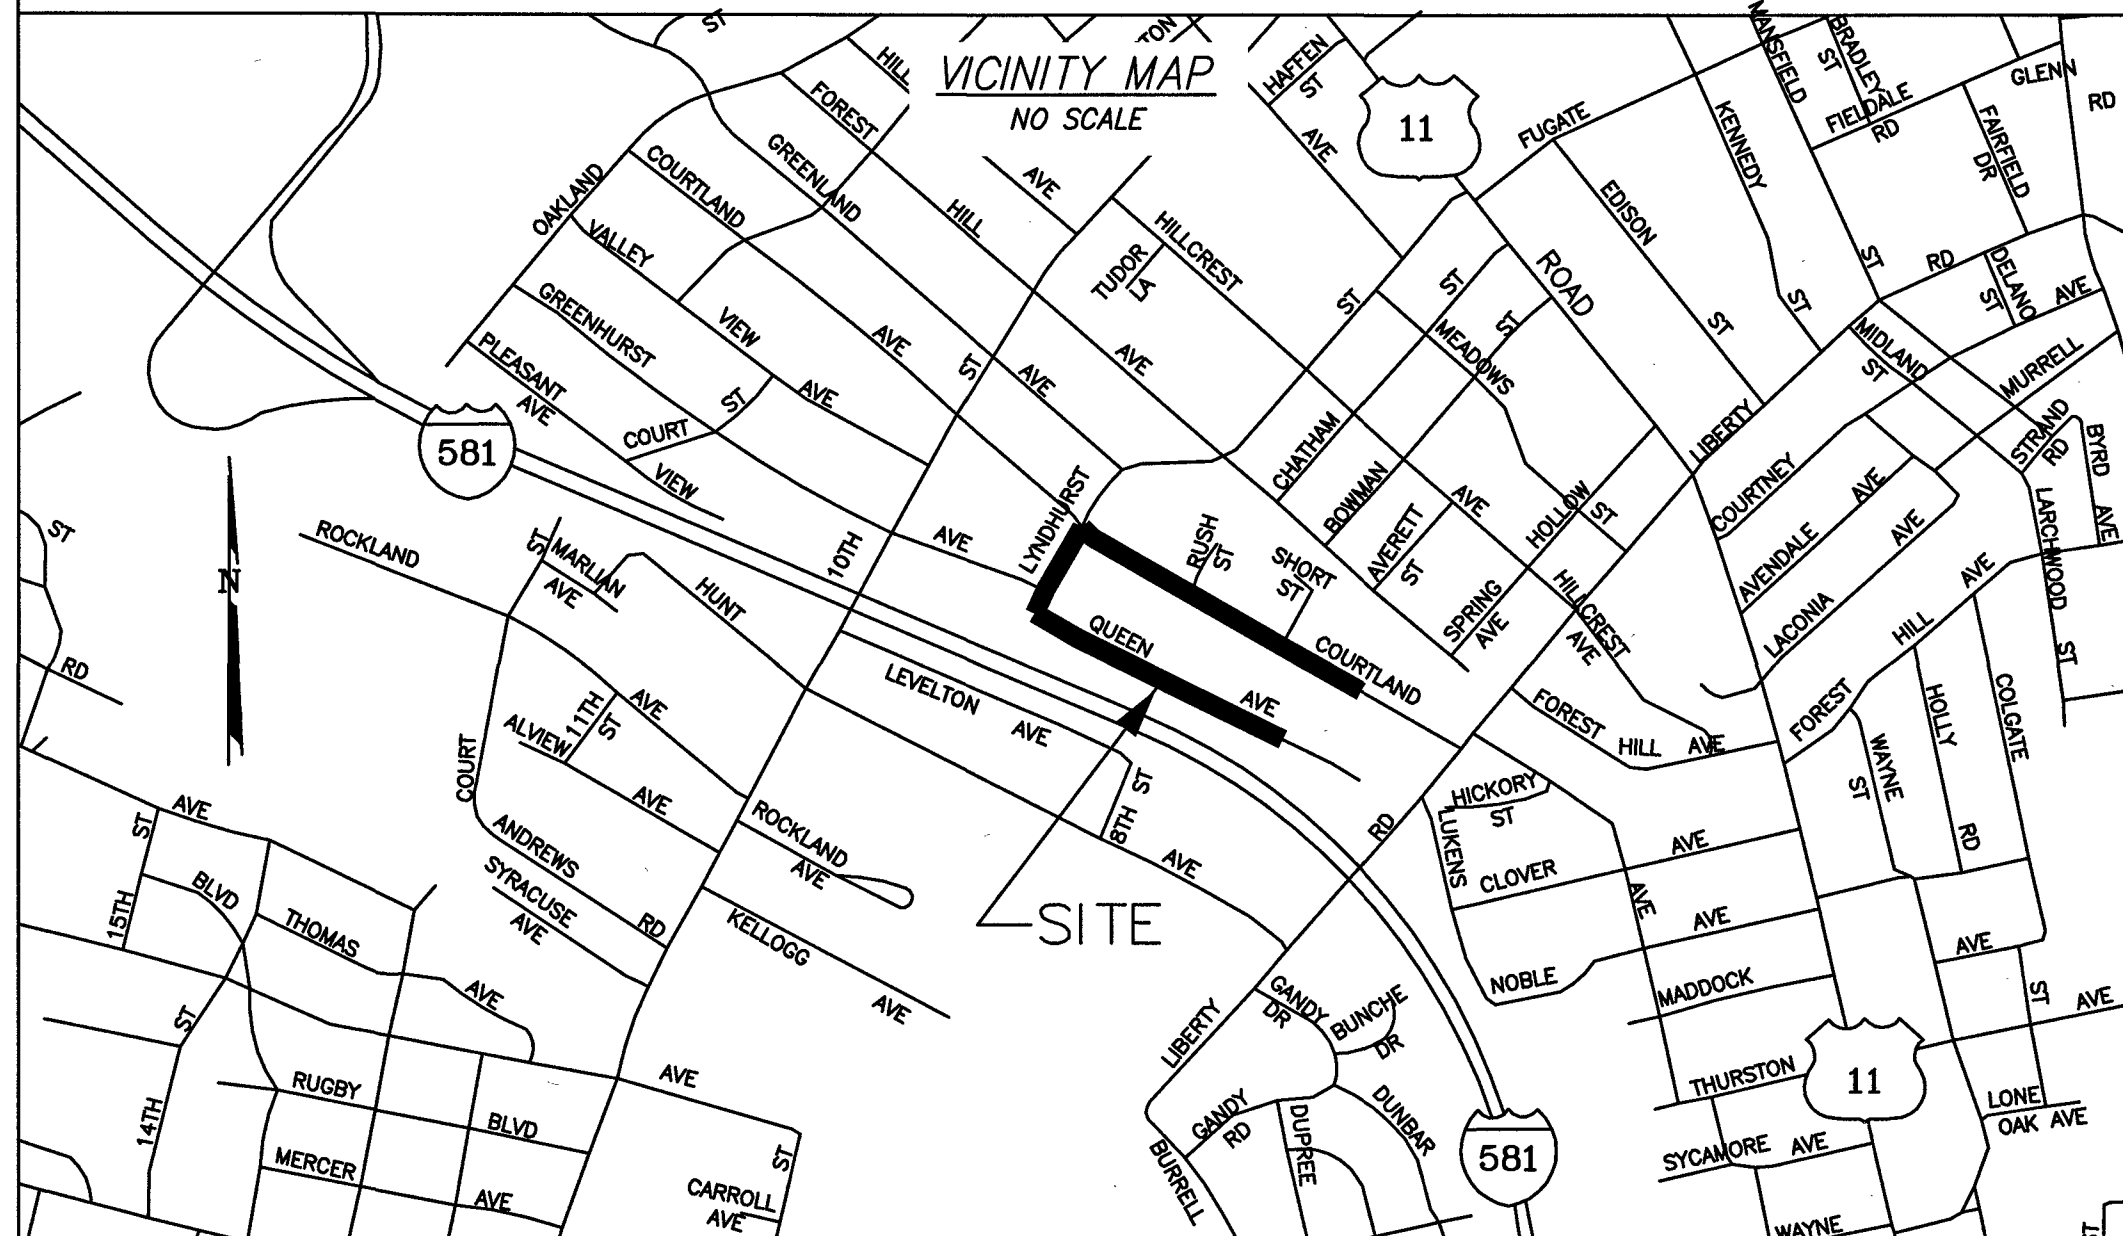 ST
TON
HILL
VICINITY MAP
NO SCALE
HAFFEN
ST
AVE
11
FUGATE
MANSFIELD
ST
BRADLEY
ST
FIELDALE
RD
GLENN
RD
KENNEDY
ST
FAIRFIELD
DR
FOREST
HILL
AVE
GREENLAND
AVE
COURTLAND
AVE
OAKLAND
VALLEY
VIEW
AVE
AVE
HILLCREST
TUDOR
LA
EDISON
ST
ROAD
RD
DELANO
ST
AVE
GREENHURST
PLEASANT
AVE
VIEW
COURT
ST
ST
ST
ST
ST
MEADOWS
MIDLAND
ST
MURRELL
581
CHATHAM
BOWMAN
AVERETT
ST
AVE
HOLLOW
ST
SPRING
AVE
LIBERTY
COURTNEY
AVE
AVENDALE
LACONIA
AVE
STRAND
RD
BYRD
AVE
LARCHWOOD
ST
ST
ROCKLAND
ST
MARLIAN
AVE
HUNT
10TH
AVE
LYNDHURST
RUSH
ST
SHORT
ST
N
RD
QUEEN
AVE
COURTLAND
HILLCREST
AVE
HILL
AVE
FOREST
LEVELTON
AVE
8TH
ST
AVE
FOREST
HILL
AVE
HOLLY
RD
COLGATE
WAYNE
ST
COURT
ALVIEW
11TH
ST
AVE
AVE
ANDREWS
RD
SYRACUSE
AVE
ROCKLAND
AVE
KELLOGG
AVE
SITE
RD
HICKORY
ST
LUKENS
CLOVER
AVE
AVE
NOBLE
AVE
MADDOCK
AVE
ST
AVE
AVE
ST
15TH
BLVD
THOMAS
AVE
ST
14TH
RUGBY
BLVD
AVE
MERCER
AVE
CARROLL
AVE
ST
LIBERTY
GANDY
DR
BUNCHE
DR
GANDY
RD
DUNBAR
DUPREE
BURRELL
581
THURSTON
11
LONE
OAK AVE
SYCAMORE
AVE
WAYNE
ST